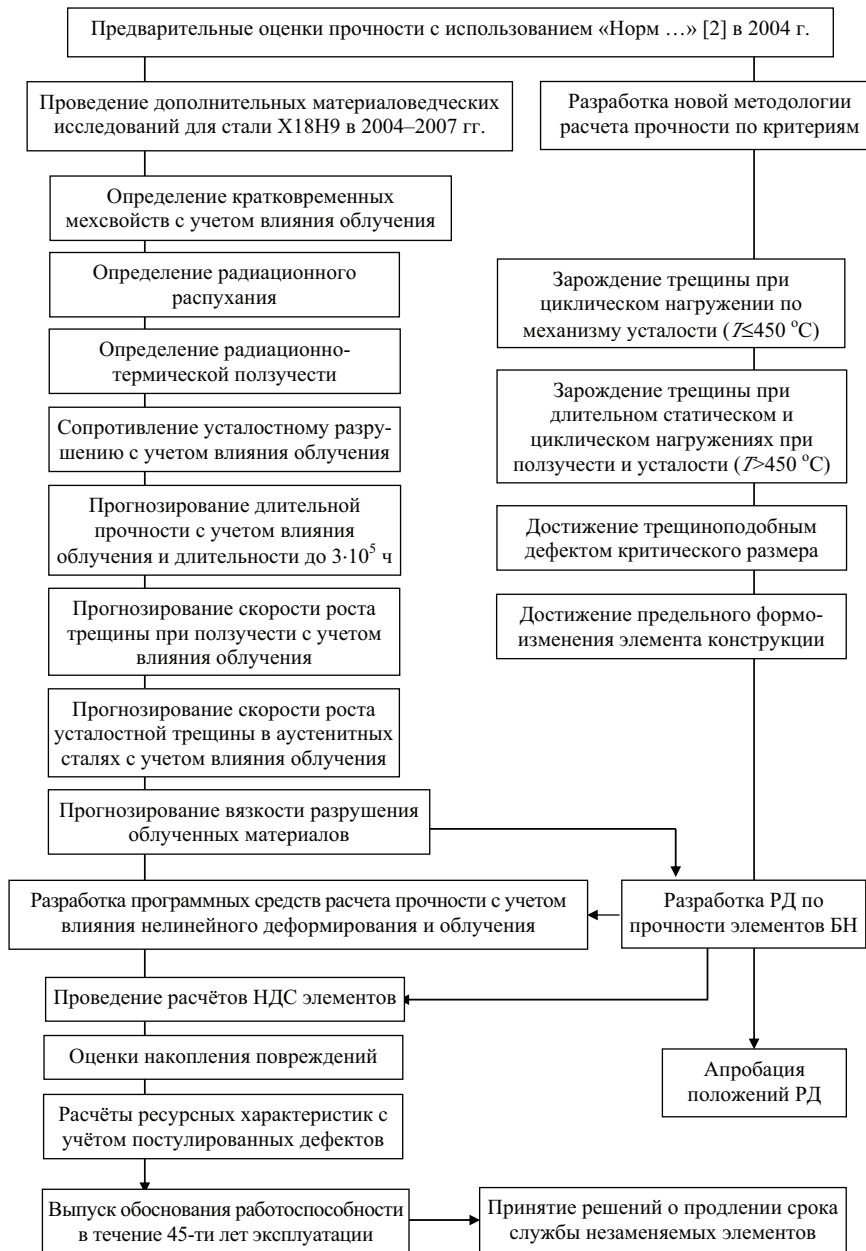 Предварительные оценки прочности с использованием «Норм …» [2] в 2004 г.
Проведение дополнительных материаловедческих
исследований для стали Х18Н9 в 2004–2007 гг.
Разработка новой методологии
расчета прочности по критериям
Определение кратковременных
мехсвойств с учетом влияния облучения
Определение радиационного
распухания
Определение радиационно-
термической ползучести
Сопротивление усталостному разру-
шению с учетом влияния облучения
Прогнозирование длительной
прочности с учетом влияния
облучения и длительности до 3·10⁵ ч
Прогнозирование скорости роста
трещины при ползучести с учетом
влияния облучения
Прогнозирование скорости роста
усталостной трещины в аустенитных
сталях с учетом влияния облучения
Прогнозирование вязкости разрушения
облученных материалов
Зарождение трещины при
циклическом нагружении по
механизму усталости (T≤450 °С)
Зарождение трещины при
длительном статическом и
циклическом нагружениях при
ползучести и усталости (T>450 °С)
Достижение трещиноподобным
дефектом критического размера
Достижение предельного формо-
изменения элемента конструкции
Разработка программных средств расчета прочности с учетом
влияния нелинейного деформирования и облучения
Разработка РД по
прочности элементов БН
Проведение расчётов НДС элементов
Оценки накопления повреждений
Апробация
положений РД
Расчёты ресурсных характеристик с
учётом постулированных дефектов
Выпуск обоснования работоспособности
в течение 45-ти лет эксплуатации
Принятие решений о продлении срока
службы незаменяемых элементов